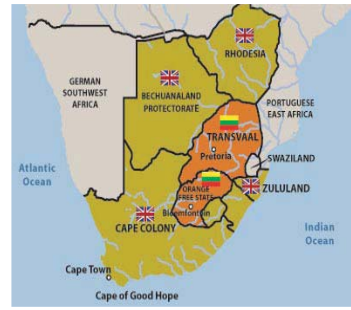 RHODESIA
GERMAN
SOUTHWEST
AFRICA
BECHUANALAND
PROTECTORATE
PORTUGUESE
EAST AFRICA
TRANSVAAL
Pretoria
SWAZILAND
Atlantic
Ocean
ORANGE
FREE STATE
ZULULAND
Bloemfontein
CAPE COLONY
Indian
Ocean
Cape Town
Cape of Good Hope